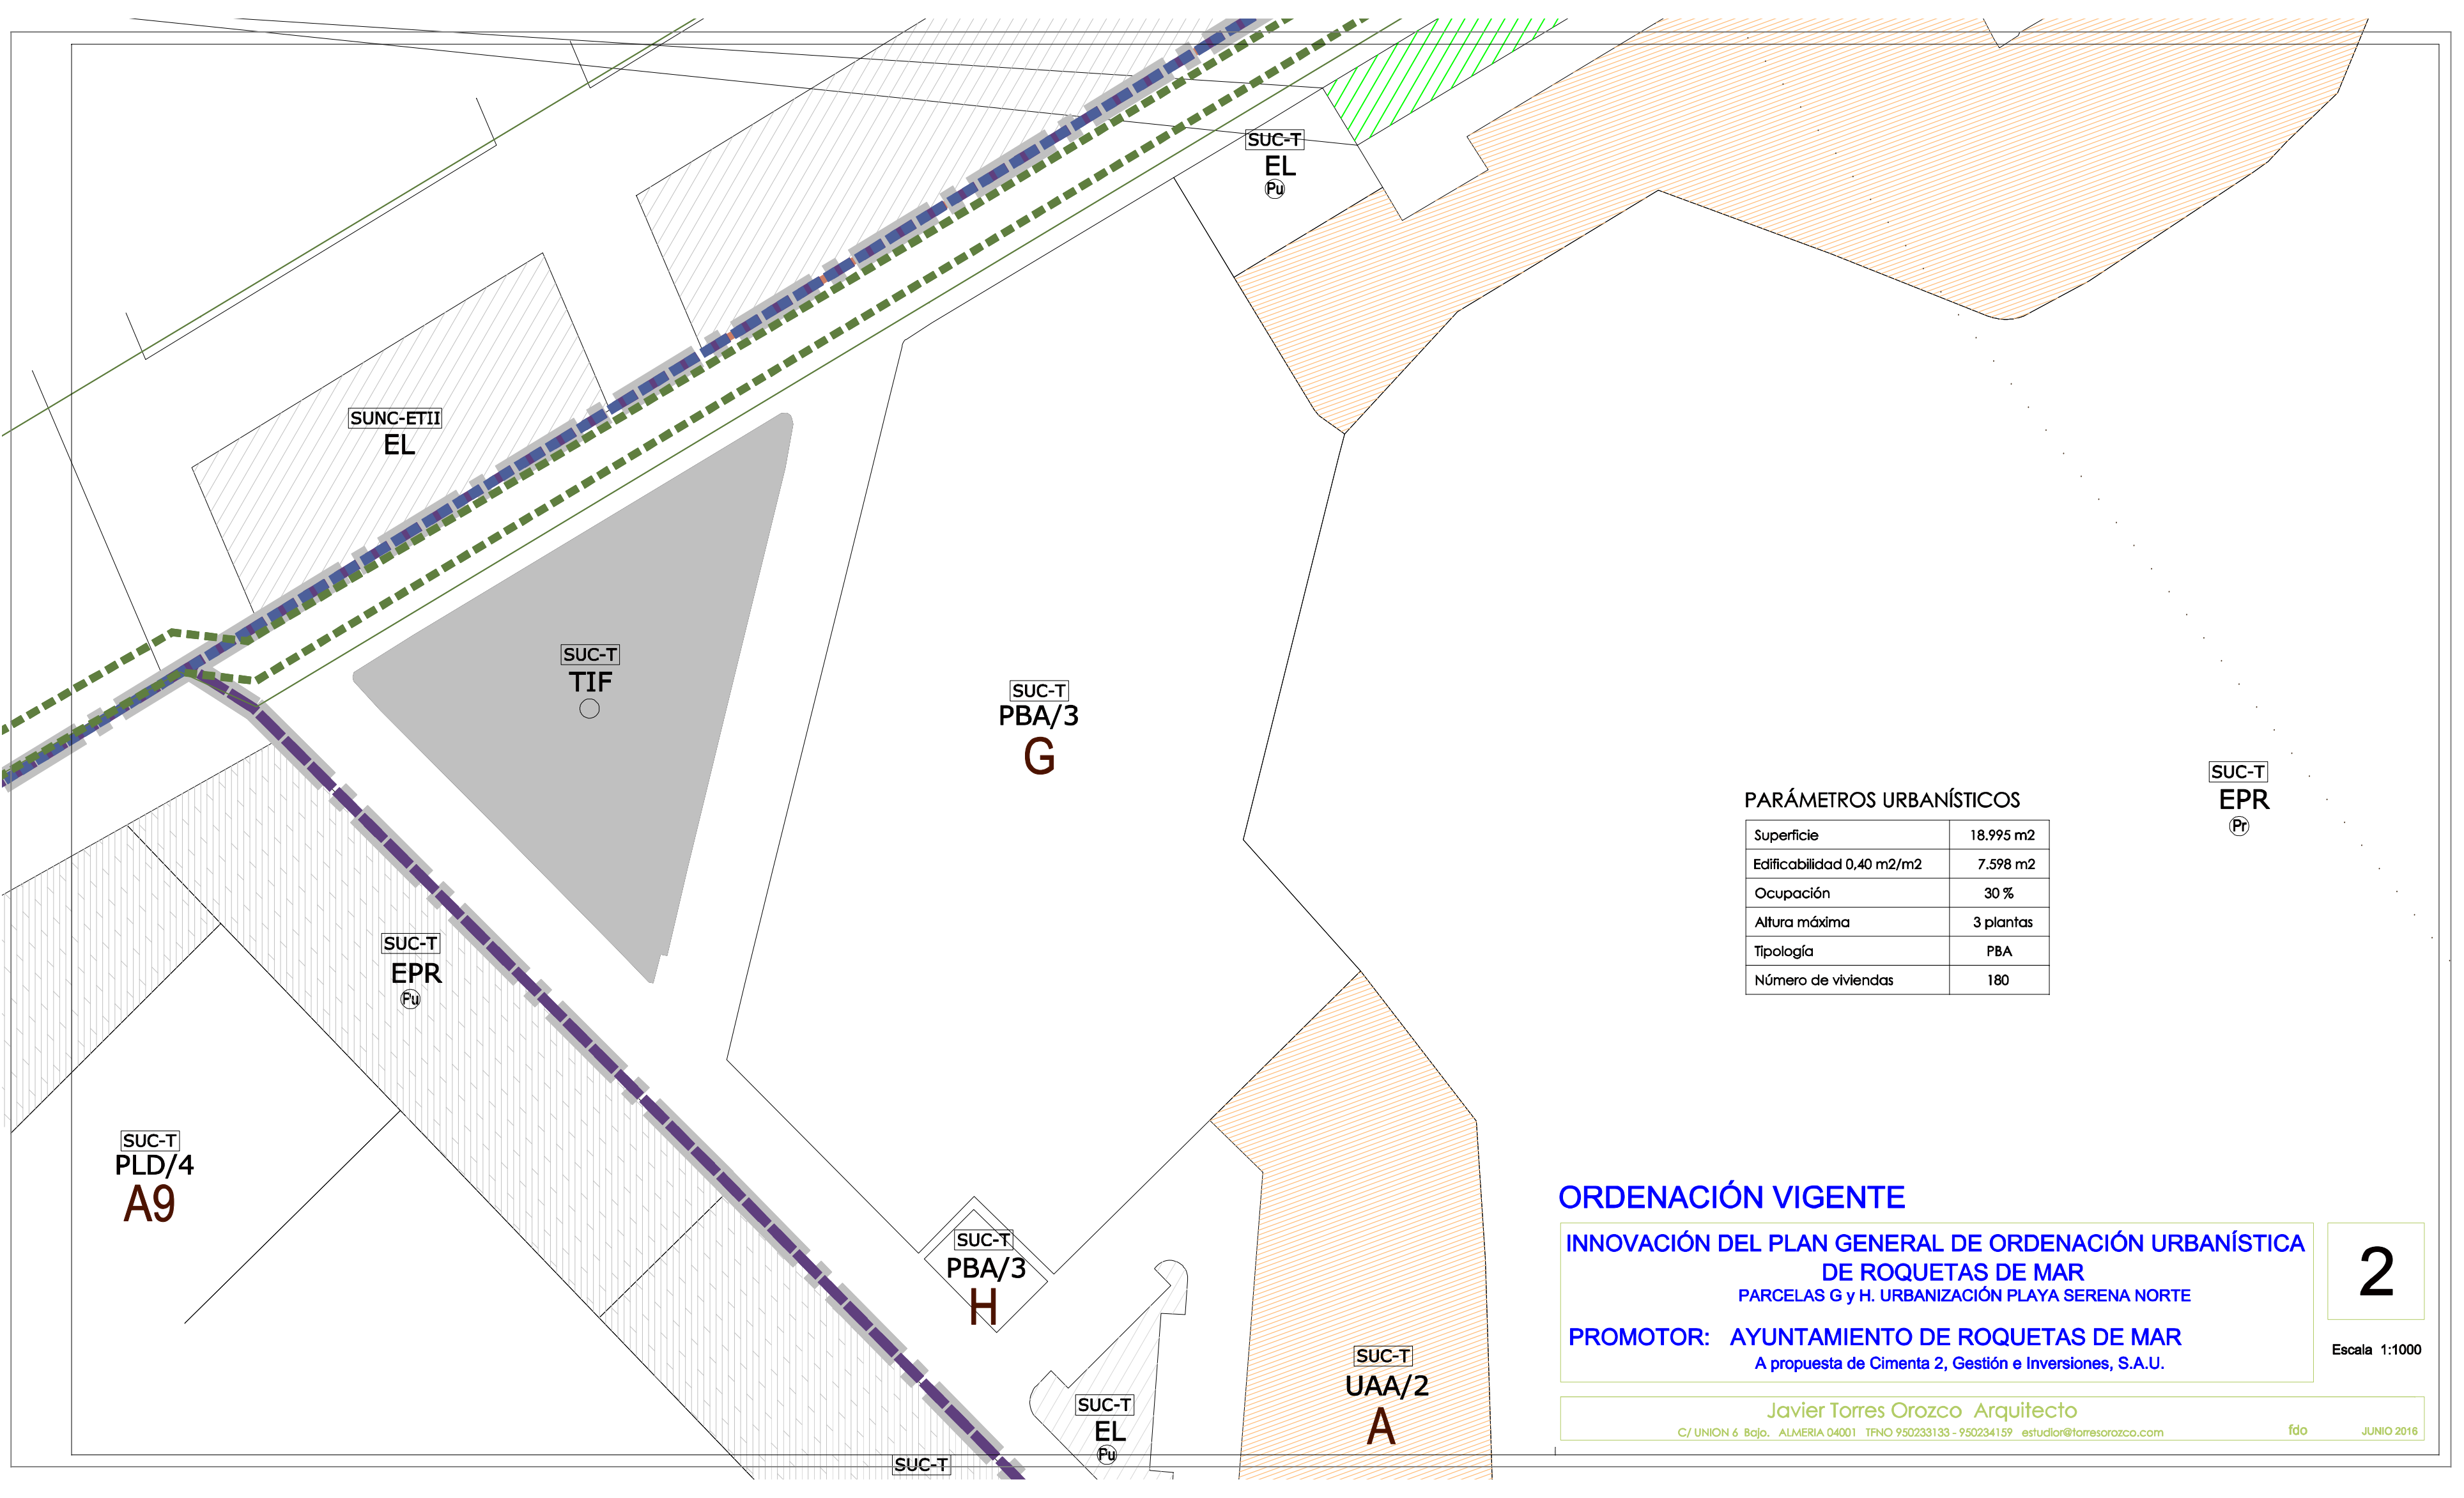 SUC-T
EL
Pu
SUNC-ETII
EL
SUC-T
TIF
SUC-T
PBA/3
G
SUC-T
EPR
Pr
PARÁMETROS URBANÍSTICOS
Superficie 18.995 m2
Edificabilidad 0,40 m2/m2 7.598 m2
Ocupación 30 %
Altura máxima 3 plantas
Tipología PBA
Número de viviendas 180
SUC-T
EPR
Pu
SUC-T
PLD/4
A9
SUC-T
PBA/3
H
SUC-T
UAA/2
A
SUC-T
EL
Pu
SUC-T
ORDENACIÓN VIGENTE
INNOVACIÓN DEL PLAN GENERAL DE ORDENACIÓN URBANÍSTICA
DE ROQUETAS DE MAR
PARCELAS G y H. URBANIZACIÓN PLAYA SERENA NORTE
PROMOTOR: AYUNTAMIENTO DE ROQUETAS DE MAR
A propuesta de Cimenta 2, Gestión e Inversiones, S.A.U.
2
Escala 1:1000
Javier Torres Orozco Arquitecto
C/ UNION 6 Bajo. ALMERIA 04001 TFNO 950233133 - 950234159 estudior@torresorozco.com
fdo
JUNIO 2016